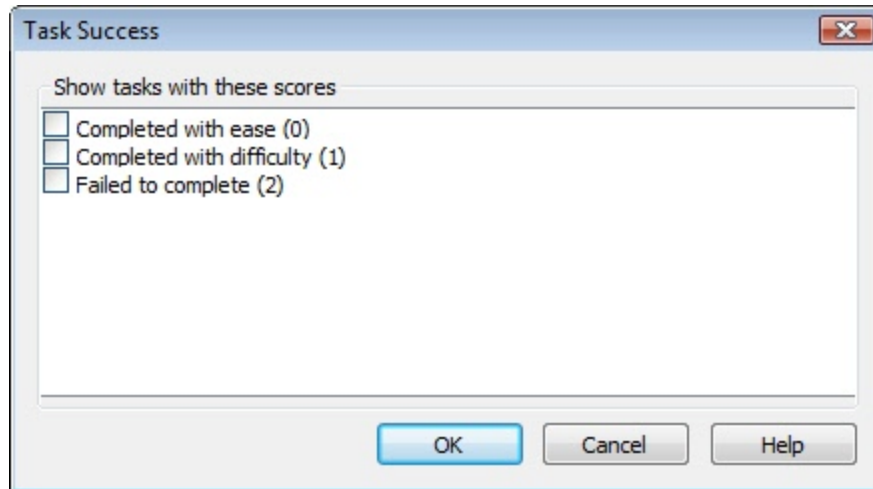 Task Success
Show tasks with these scores
Completed with ease (0)
Completed with difficulty (1)
Failed to complete (2)
OK Cancel Help